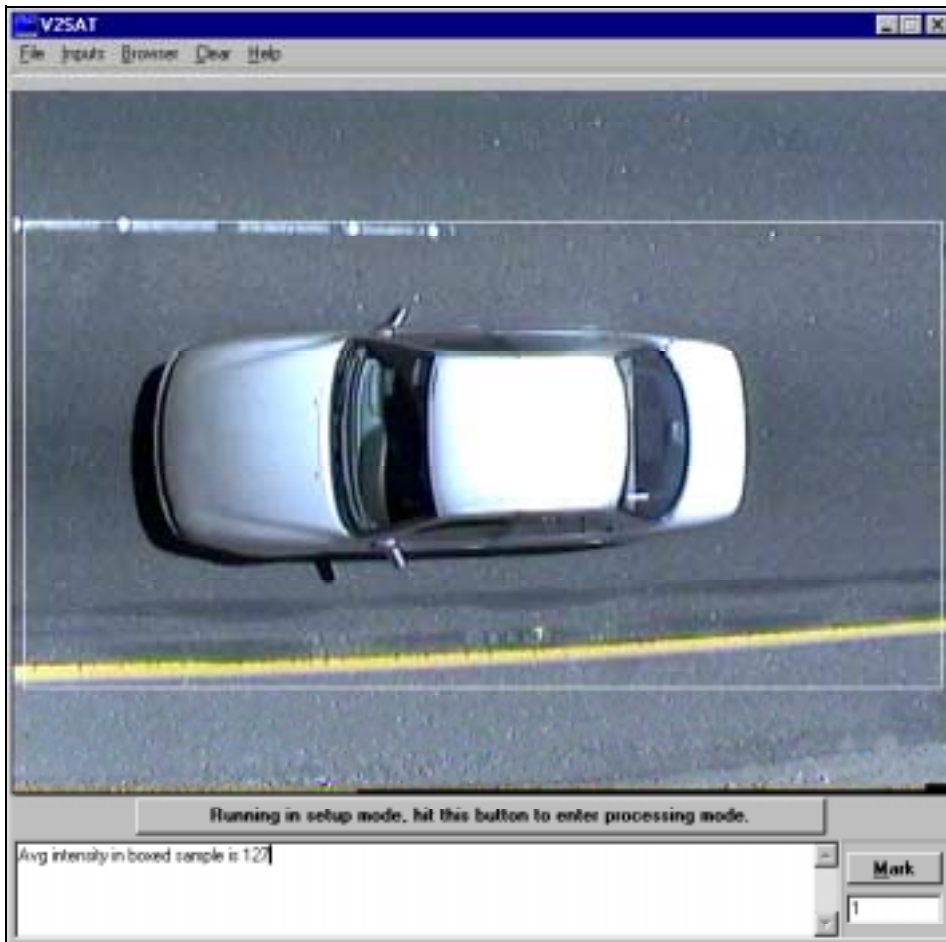 V2SAT
File Inputs Browser Clear Help
Running in setup mode, hit this button to enter processing mode.
Avg intensity in boxed sample is 127
Mark
1